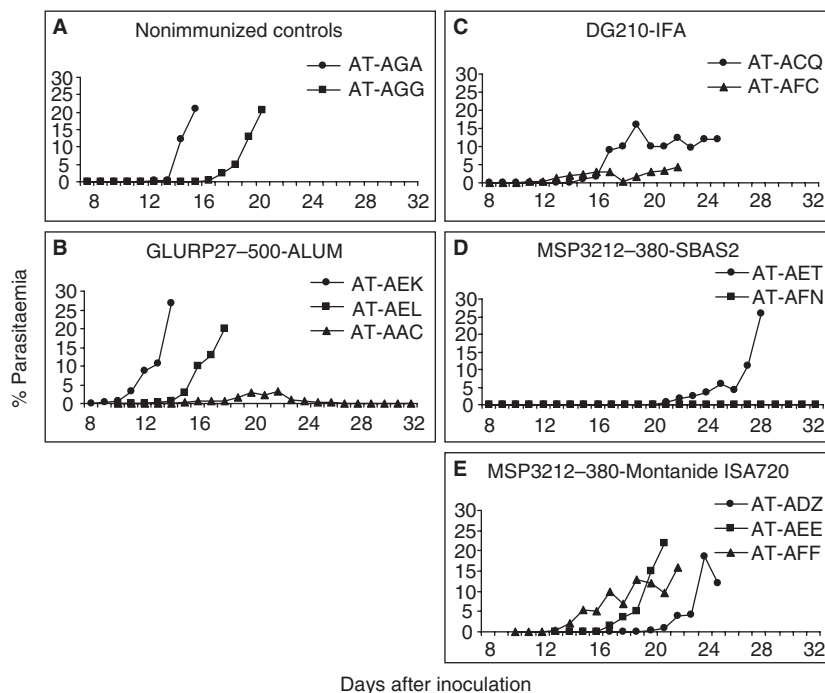 A Nonimmunized controls
AT-AGA
AT-AGG
30
25
20
15
10
5
0
8 12 16 20 24 28 32
B GLURP27–500-ALUM
AT-AEK
AT-AEL
AT-AAC
30
25
20
15
10
5
0
8 12 16 20 24 28 32
C DG210-IFA
AT-ACQ
AT-AFC
30
25
20
15
10
5
0
8 12 16 20 24 28 32
D MSP3212–380-SBAS2
AT-AET
AT-AFN
30
25
20
15
10
5
0
8 12 16 20 24 28 32
E MSP3212–380-Montanide ISA720
AT-ADZ
AT-AEE
AT-AFF
30
25
20
15
10
5
0
8 12 16 20 24 28 32
% Parasitaemia
Days after inoculation